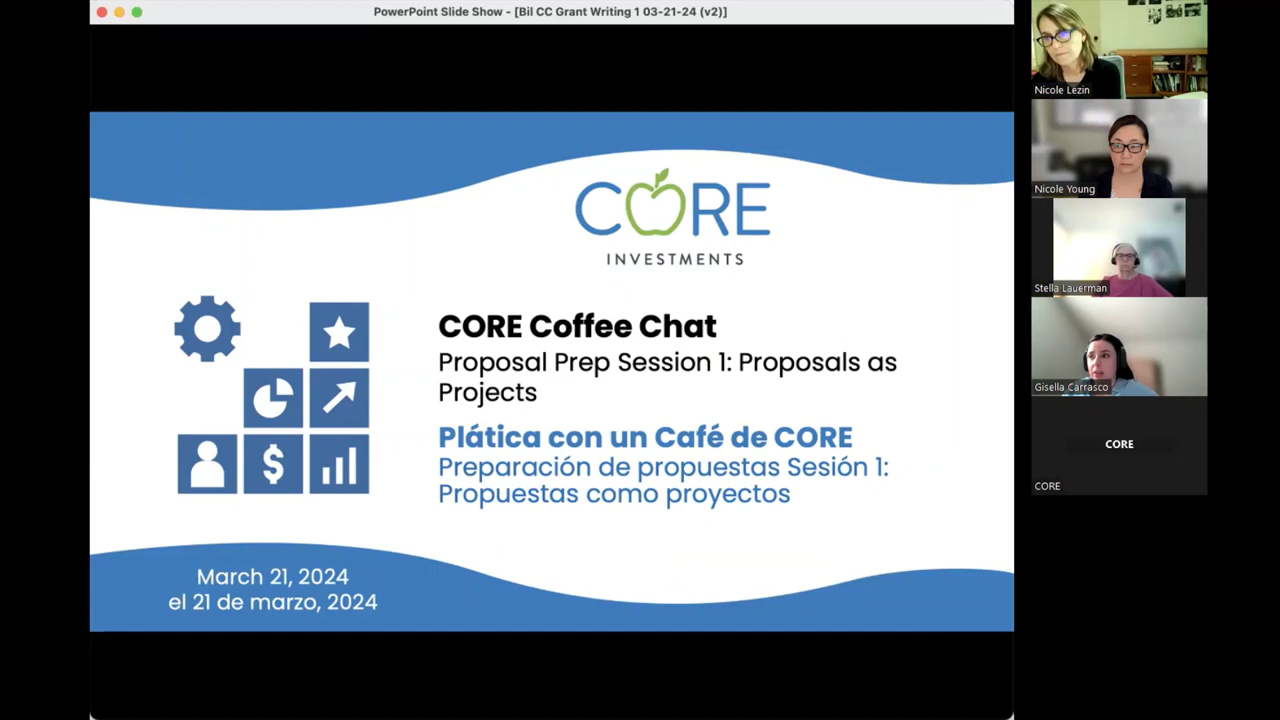 PowerPoint Slide Show - [Bil CC Grant Writing 1 03-21-24 (v2)]
CORE
INVESTMENTS
CORE Coffee Chat
Proposal Prep Session 1: Proposals as
Projects
Plática con un Café de CORE
Preparación de propuestas Sesión 1:
Propuestas como proyectos
March 21, 2024
el 21 de marzo, 2024
Nicole Lezin
Nicole Young
Stella Lauerman
Gisella Carrasco
CORE
CORE